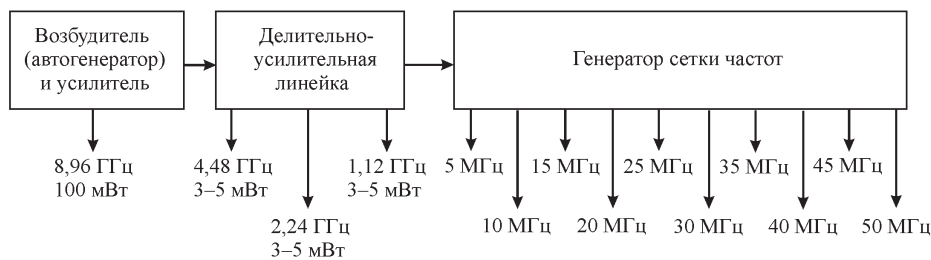 Возбудитель
(автогенератор)
и усилитель
Делительно-
усилительная
линейка
Генератор сетки частот
8,96 ГГц
100 мВт
4,48 ГГц
3–5 мВт
2,24 ГГц
3–5 мВт
1,12 ГГц
3–5 мВт
5 МГц
15 МГц
25 МГц
35 МГц
45 МГц
10 МГц
20 МГц
30 МГц
40 МГц
50 МГц